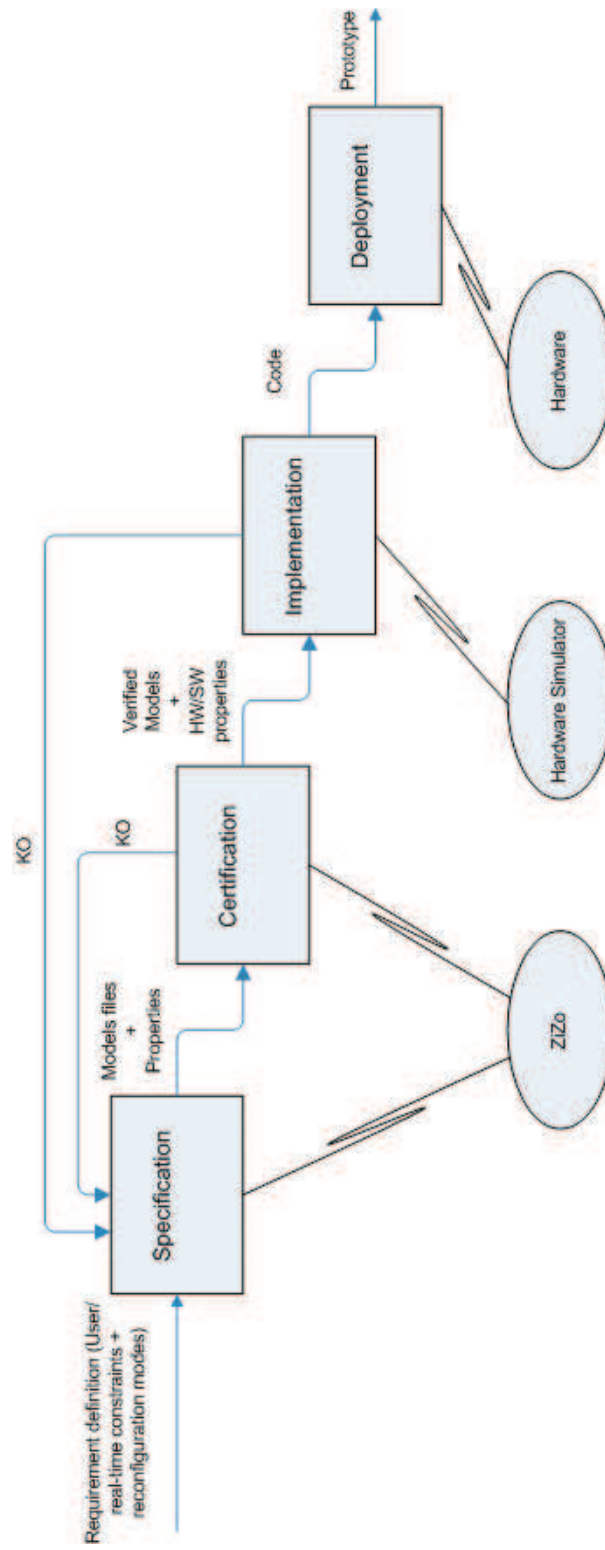 Requirement definition (User/
real-time constraints +
reconfiguration modes)
KO
KO
Specification
Models files
+
Properties
Certification
Verified
Models
+
HW/SW
properties
Implementation
Code
Deployment
Prototype
ZiZo
Hardware Simulator
Hardware